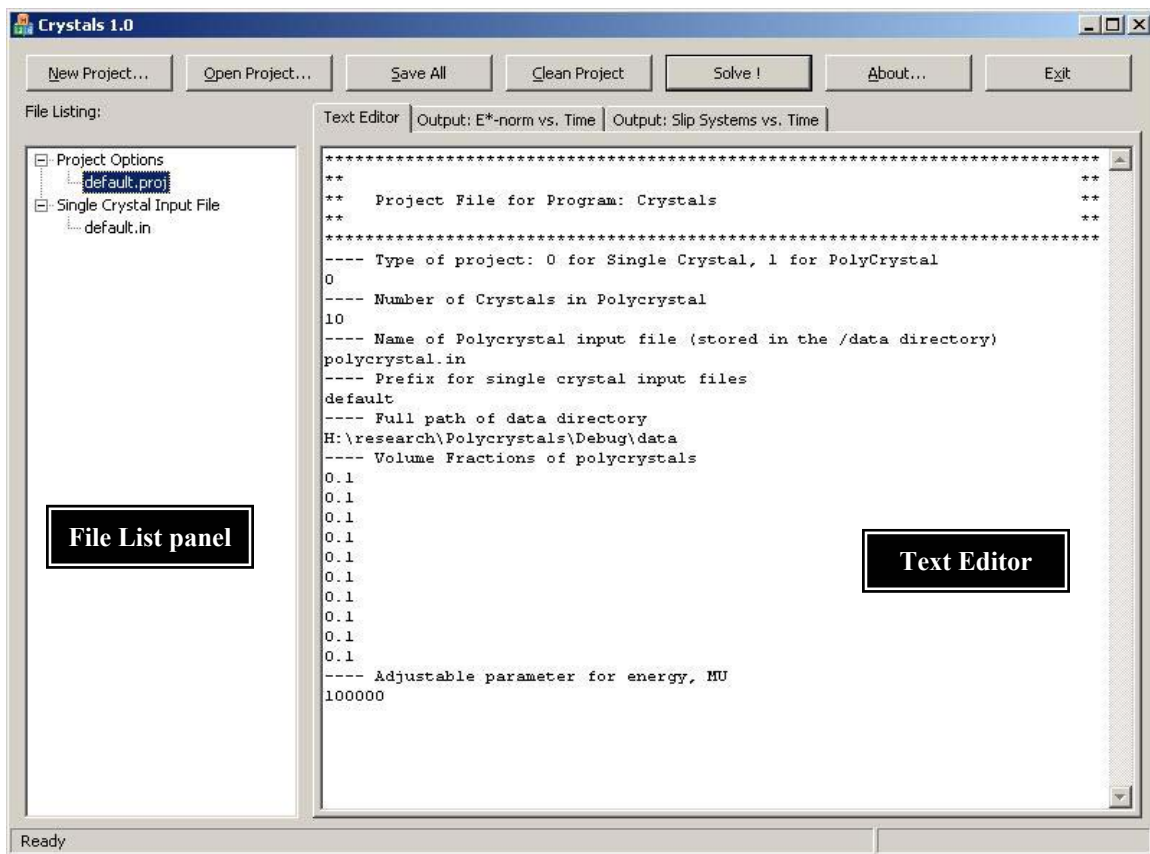 Crystals 1.0
New Project... Open Project... Save All Clean Project Solve ! About... Exit
File Listing:
Text Editor Output: E*-norm vs. Time Output: Slip Systems vs. Time
Project Options
default.proj
Single Crystal Input File
default.in
*****************************************************************************
** **
** Project File for Program: Crystals **
** **
*****************************************************************************
---- Type of project: 0 for Single Crystal, 1 for PolyCrystal
0
---- Number of Crystals in Polycrystal
10
---- Name of Polycrystal input file (stored in the /data directory)
polycrystal.in
---- Prefix for single crystal input files
default
---- Full path of data directory
H:\research\Polycrystals\Debug\data
---- Volume Fractions of polycrystals
0.1
0.1
0.1
0.1
0.1
0.1
0.1
0.1
0.1
0.1
---- Adjustable parameter for energy, MU
100000
File List panel
Text Editor
Ready